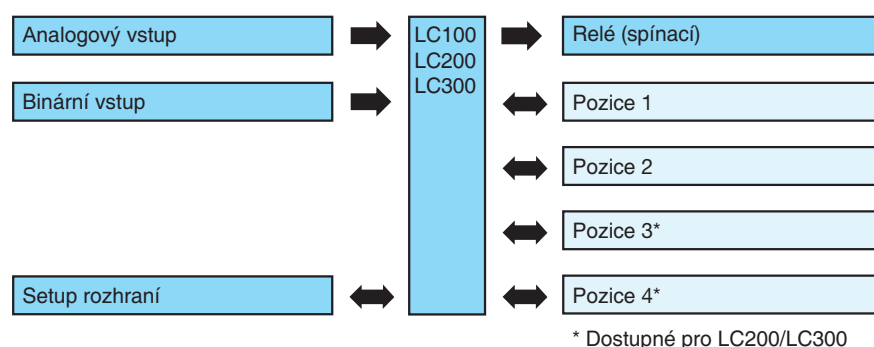 Analogový vstup
LC100
Relé (spínací)
LC200
LC300
Binární vstup
Pozice 1
Pozice 2
Pozice 3*
Setup rozhraní
Pozice 4*
* Dostupné pro LC200/LC300